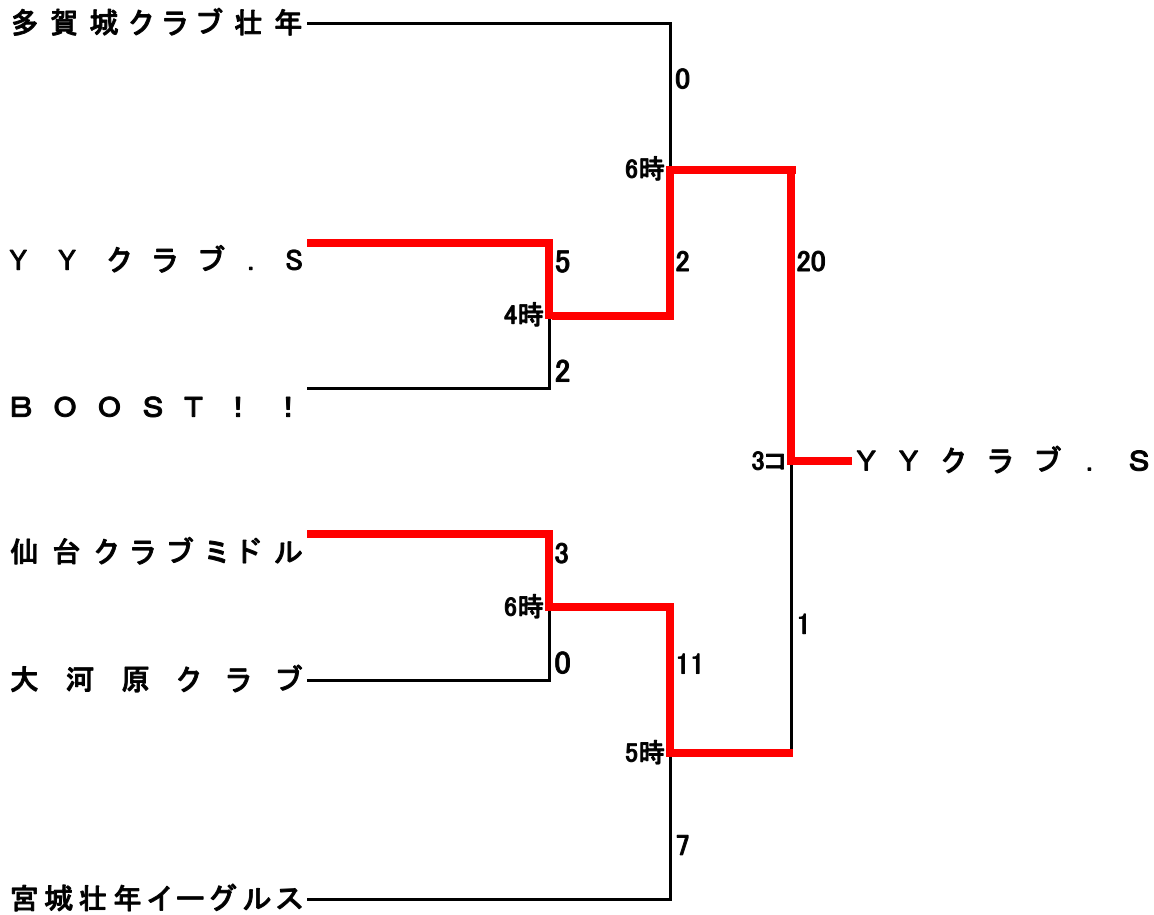 多賀城クラブ壮年
0
6時
ＹＹクラブ．Ｓ
5
2
20
4時
2
ＢＯＯＳＴ！！
3コ
ＹＹクラブ．Ｓ
仙台クラブミドル
3
6時
1
大河原クラブ
0
11
5時
7
宮城壮年イーグルス